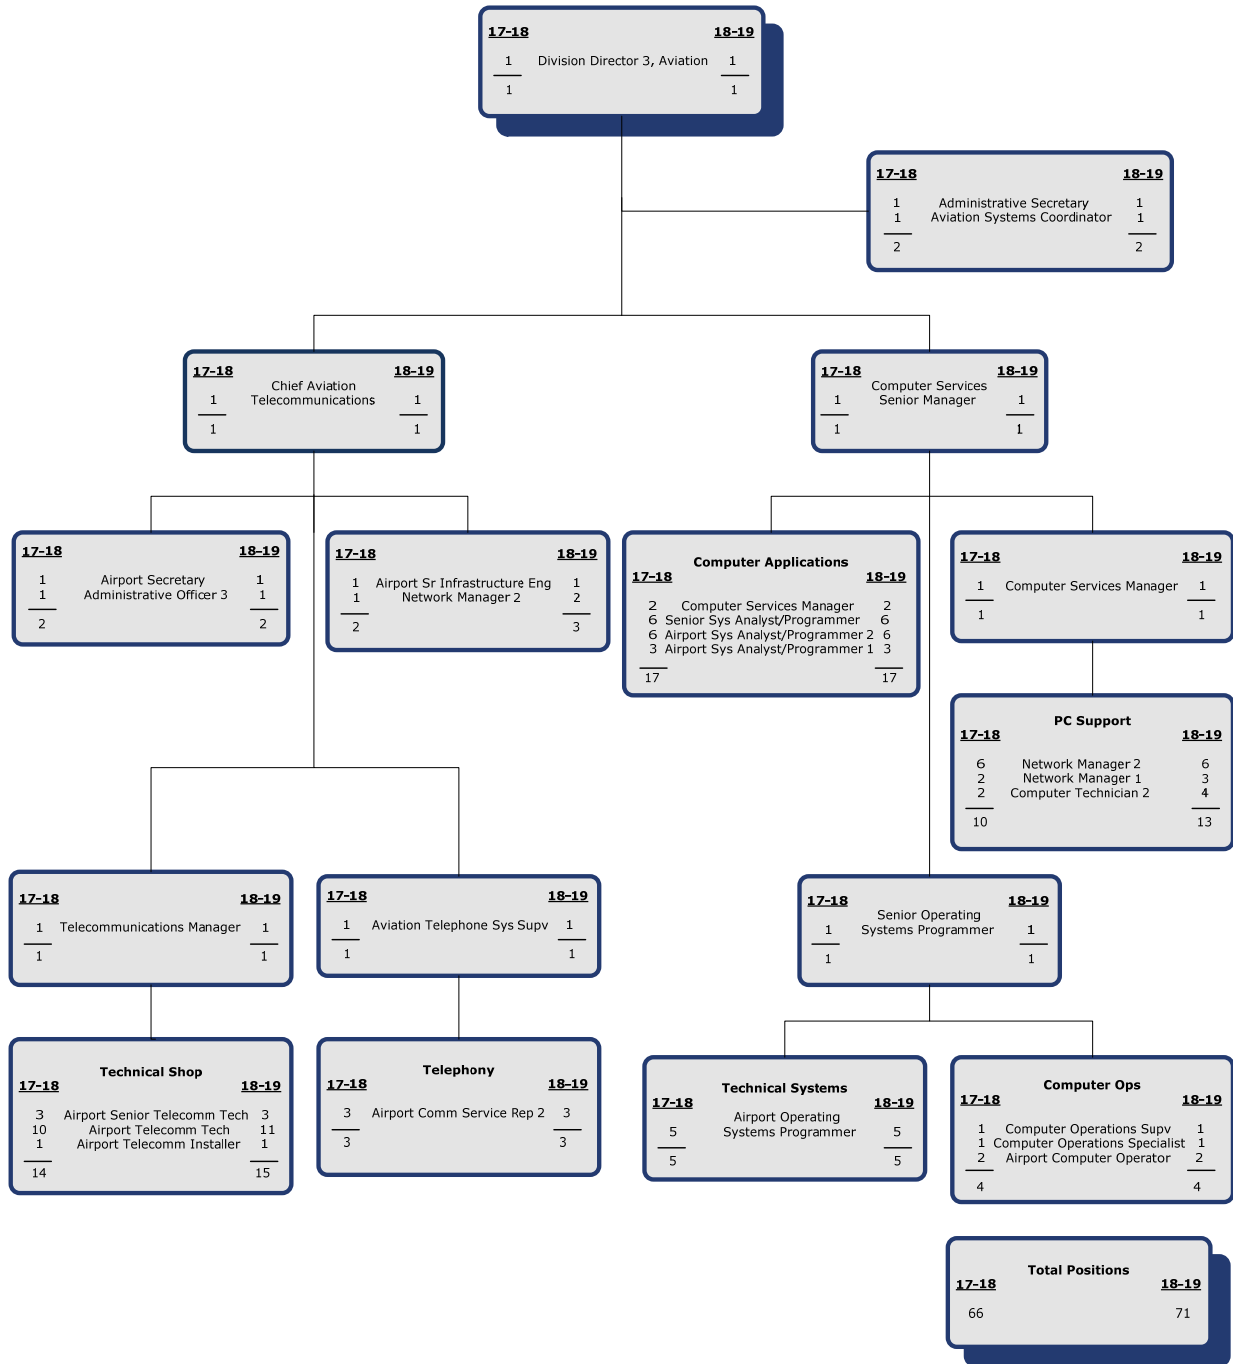 17-18 18-19
1 Division Director 3, Aviation 1
1 1
17-18 18-19
1 Administrative Secretary 1
1 Aviation Systems Coordinator 1
2 2
17-18 18-19
Chief Aviation
1 Telecommunications 1
1 1
17-18 18-19
Computer Services
1 Senior Manager 1
1 1
17-18 18-19
1 Airport Secretary 1
1 Administrative Officer 3 1
2 2
17-18 18-19
1 Airport Sr Infrastructure Eng 1
1 Network Manager 2 2
2 3
Computer Applications
17-18 18-19
2 Computer Services Manager 2
6 Senior Sys Analyst/Programmer 6
6 Airport Sys Analyst/Programmer 2 6
3 Airport Sys Analyst/Programmer 1 3
17 17
17-18 18-19
1 Computer Services Manager 1
1 1
PC Support
17-18 18-19
6 Network Manager 2 6
2 Network Manager 1 3
2 Computer Technician 2 4
10 13
17-18 18-19
1 Telecommunications Manager 1
1 1
17-18 18-19
1 Aviation Telephone Sys Supv 1
1 1
17-18 18-19
Senior Operating
1 Systems Programmer 1
1 1
Technical Shop
17-18 18-19
3 Airport Senior Telecomm Tech 3
10 Airport Telecomm Tech 11
1 Airport Telecomm Installer 1
14 15
Telephony
17-18 18-19
3 Airport Comm Service Rep 2 3
3 3
Technical Systems
17-18 18-19
Airport Operating
5 Systems Programmer 5
5 5
Computer Ops
17-18 18-19
1 Computer Operations Supv 1
1 Computer Operations Specialist 1
2 Airport Computer Operator 2
4 4
Total Positions
17-18 18-19
66 71